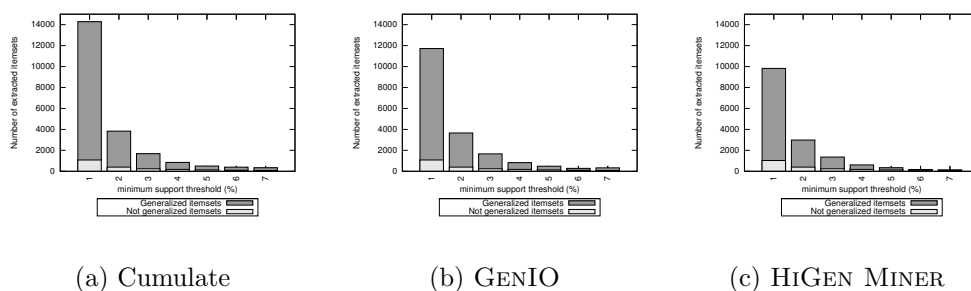 Number of extracted itemsets
14000
12000
10000
8000
6000
4000
2000
0
1 2 3 4 5 6 7
minimum support threshold (%)
Generalized itemsets
Not generalized itemsets
(a) Cumulate
Number of extracted itemsets
14000
12000
10000
8000
6000
4000
2000
0
1 2 3 4 5 6 7
minimum support threshold (%)
Generalized itemsets
Not generalized itemsets
(b) GENIO
Number of extracted itemsets
14000
12000
10000
8000
6000
4000
2000
0
1 2 3 4 5 6 7
minimum support threshold (%)
Generalized itemsets
Not generalized itemsets
(c) HIGEN MINER